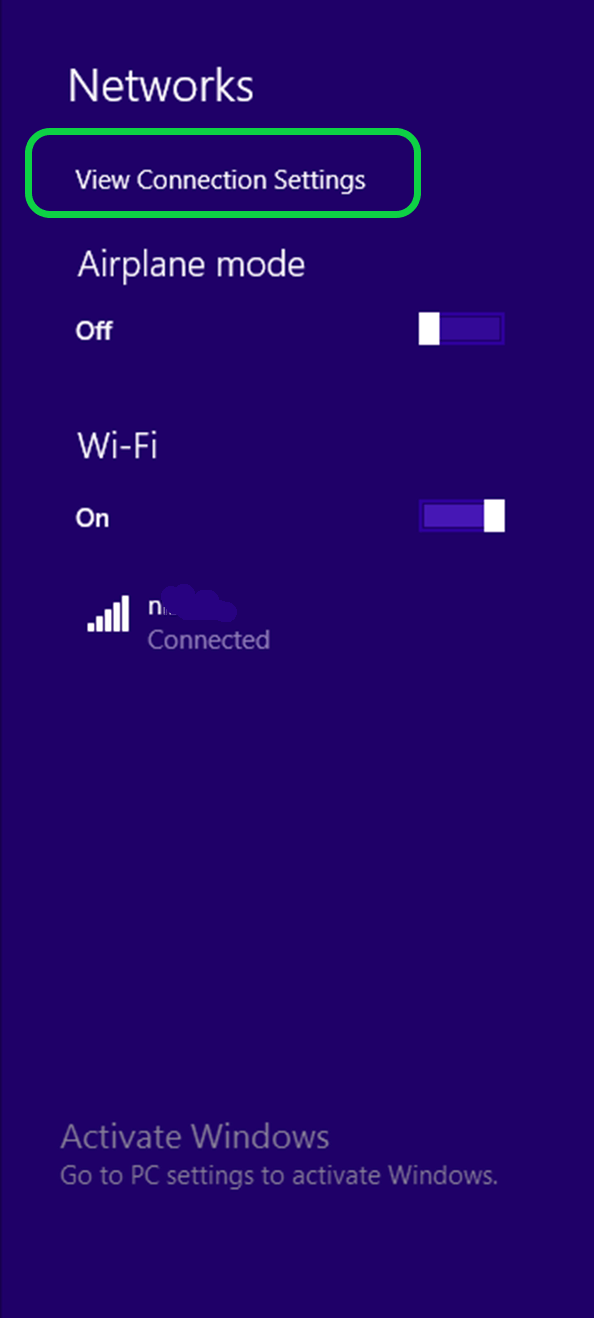 Networks
View Connection Settings
Airplane mode
Off
Wi-Fi
On
Connected
Activate Windows
Go to PC settings to activate Windows.